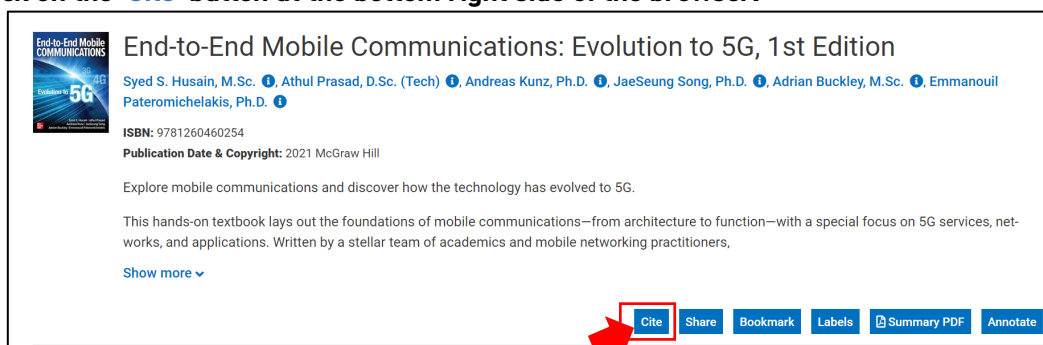 on the "Cite" button at the bottom right side of the browser.
End-to-End Mobile
COMMUNICATIONS
3G
4G
Evolution to 5G
End-to-End Mobile Communications: Evolution to 5G, 1st Edition
Syed S. Husain, M.Sc. i, Athul Prasad, D.Sc. (Tech) i, Andreas Kunz, Ph.D. i, JaeSeung Song, Ph.D. i, Adrian Buckley, M.Sc. i, Emmanouil
Pateromichelakis, Ph.D. i
ISBN: 9781260460254
Publication Date & Copyright: 2021 McGraw Hill
Explore mobile communications and discover how the technology has evolved to 5G.
This hands-on textbook lays out the foundations of mobile communications—from architecture to function—with a special focus on 5G services, net-
works, and applications. Written by a stellar team of academics and mobile networking practitioners,
Show more
Cite Share Bookmark Labels Summary PDF Annotate